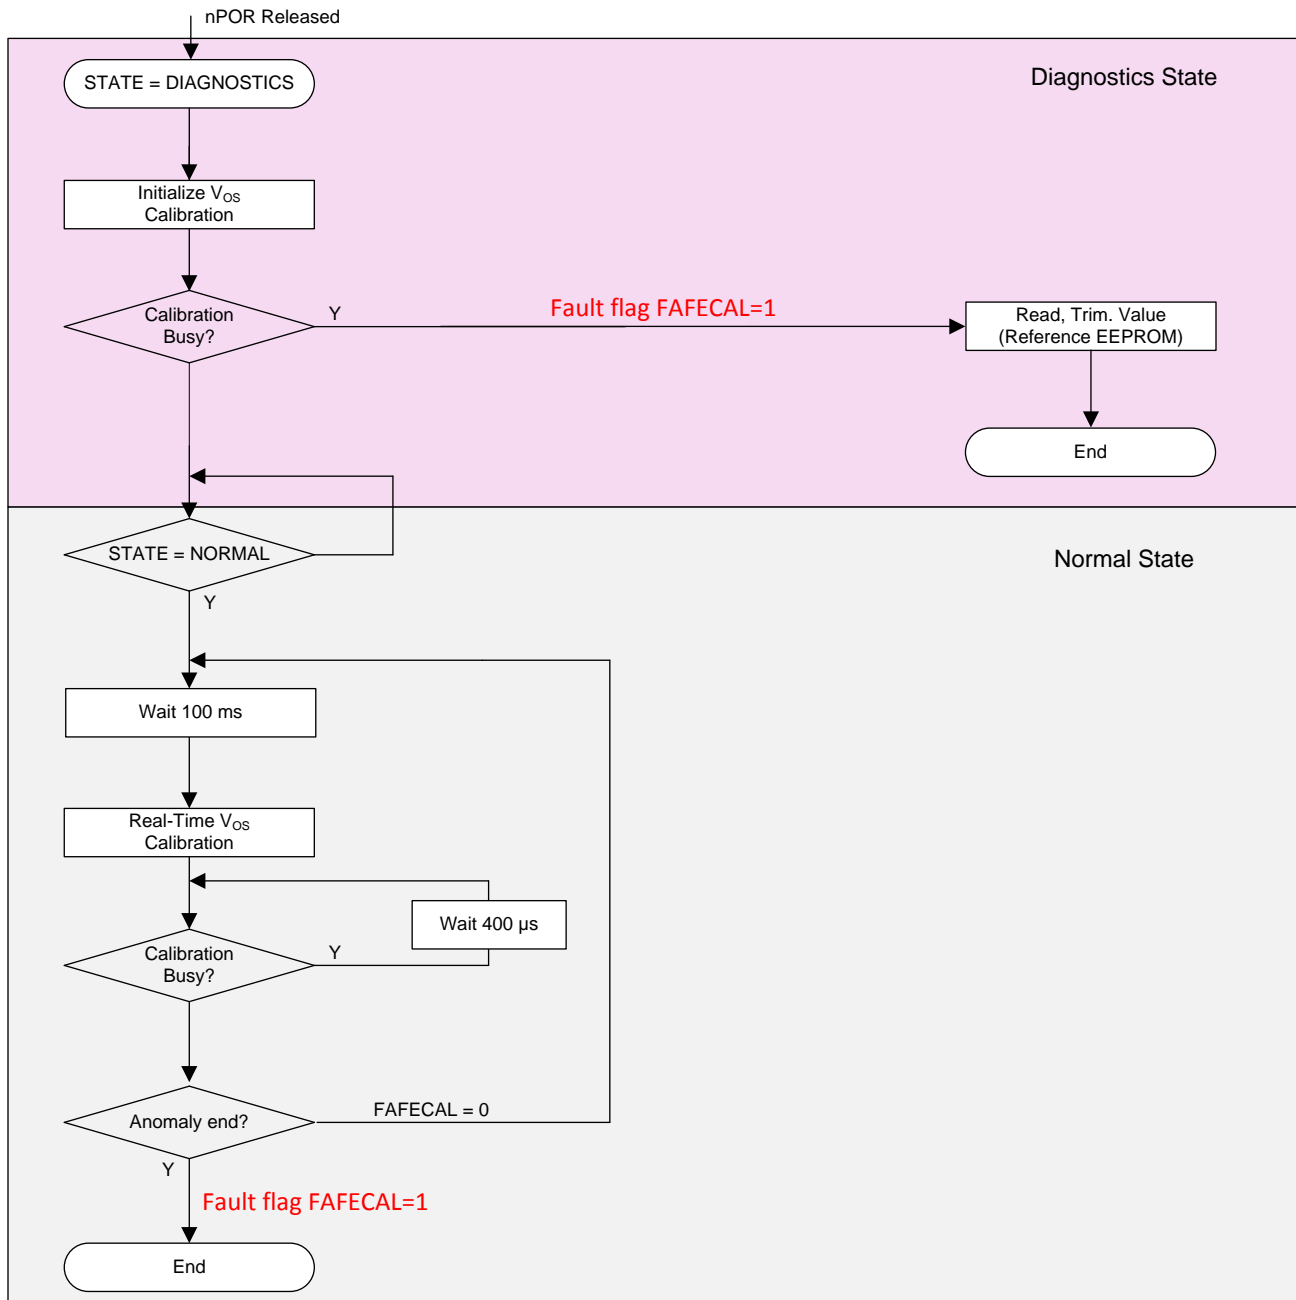 nPOR Released
STATE = DIAGNOSTICS
Diagnostics State
Initialize VOS
Calibration
Calibration
Busy?
Y
Fault flag FAFECAL=1
Read, Trim. Value
(Reference EEPROM)
End
STATE = NORMAL
Y
Normal State
Wait 100 ms
Real-Time VOS
Calibration
Wait 400 µs
Calibration
Busy?
Y
Anomaly end?
FAFECAL = 0
Y
Fault flag FAFECAL=1
End